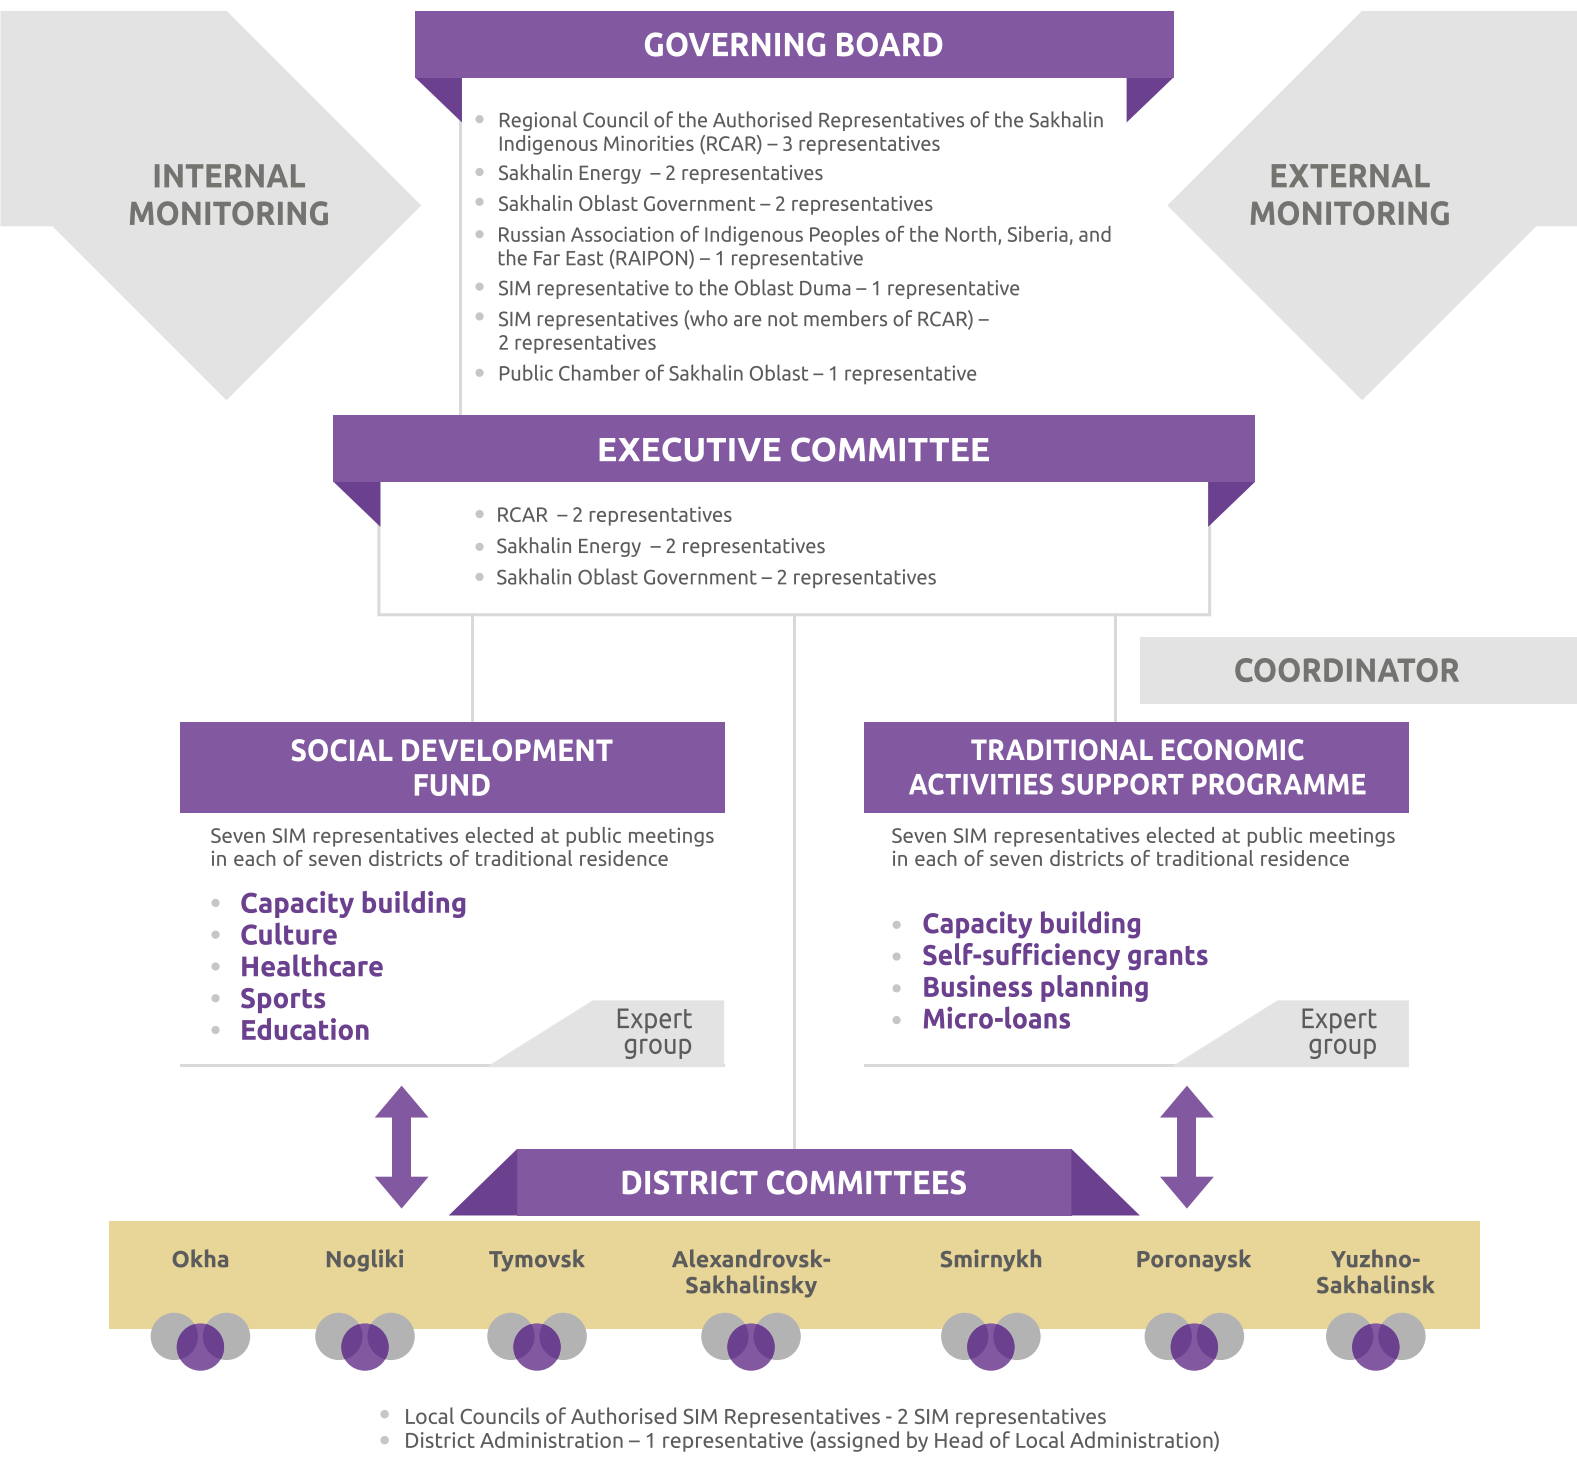 GOVERNING BOARD
INTERNAL
MONITORING
EXTERNAL
MONITORING
• Regional Council of the Authorised Representatives of the Sakhalin
Indigenous Minorities (RCAR) – 3 representatives
• Sakhalin Energy – 2 representatives
• Sakhalin Oblast Government – 2 representatives
• Russian Association of Indigenous Peoples of the North, Siberia, and
the Far East (RAIPON) – 1 representative
• SIM representative to the Oblast Duma – 1 representative
• SIM representatives (who are not members of RCAR) –
2 representatives
• Public Chamber of Sakhalin Oblast – 1 representative
EXECUTIVE COMMITTEE
• RCAR – 2 representatives
• Sakhalin Energy – 2 representatives
• Sakhalin Oblast Government – 2 representatives
COORDINATOR
SOCIAL DEVELOPMENT
FUND
Seven SIM representatives elected at public meetings
in each of seven districts of traditional residence
• Capacity building
• Culture
• Healthcare
• Sports
• Education
Expert
group
TRADITIONAL ECONOMIC
ACTIVITIES SUPPORT PROGRAMME
Seven SIM representatives elected at public meetings
in each of seven districts of traditional residence
• Capacity building
• Self-sufficiency grants
• Business planning
• Micro-loans
Expert
group
DISTRICT COMMITTEES
Okha
Nogliki
Tymovsk
Alexandrovsk-
Sakhalinsky
Smirnykh
Poronaysk
Yuzhno-
Sakhalinsk
• Local Councils of Authorised SIM Representatives - 2 SIM representatives
• District Administration – 1 representative (assigned by Head of Local Administration)